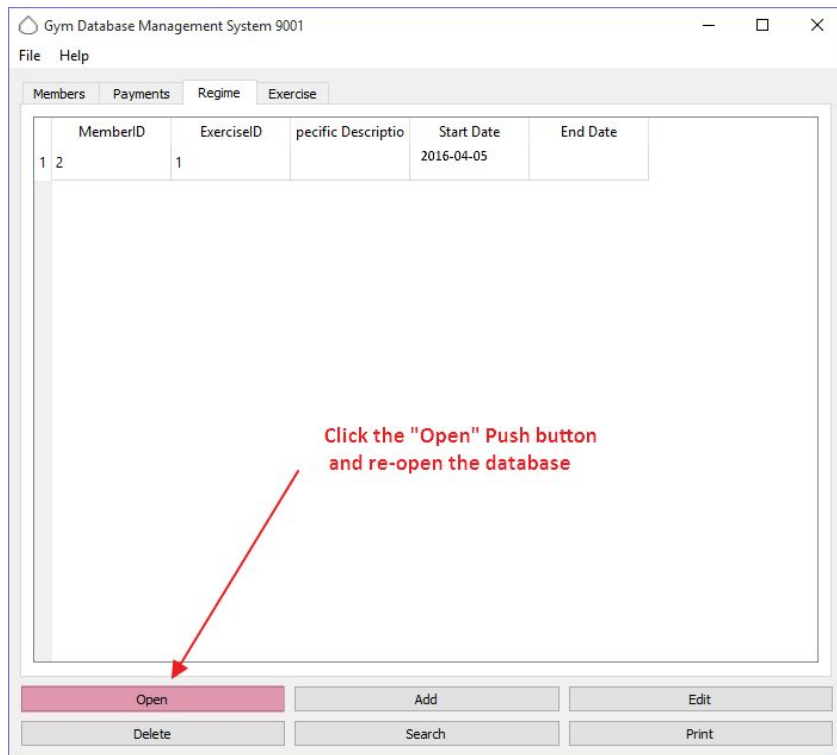 Gym Database Management System 9001
File Help
Members Payments Regime Exercise
MemberID ExerciseID pecific Descriptio Start Date End Date
1 2 1 2016-04-05
Click the "Open" Push button
and re-open the database
Open Add Edit
Delete Search Print